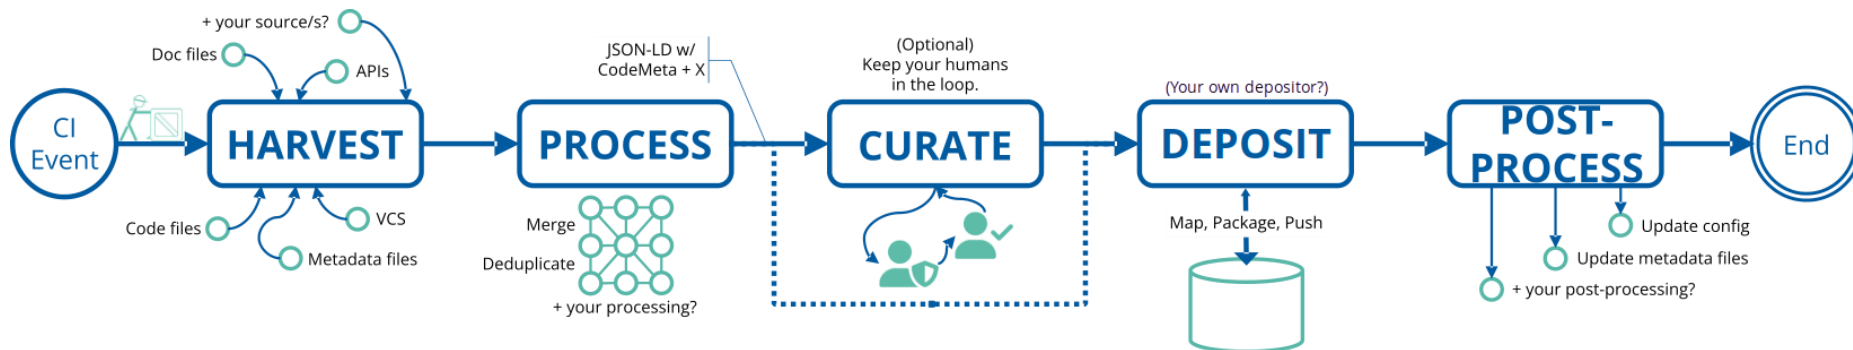 CI
Event
+ your source/s?
Doc files
APIs
HARVEST
Code files
VCS
Metadata files
PROCESS
Merge
Deduplicate
+ your processing?
JSON-LD w/
CodeMeta + X
(Optional)
Keep your humans
in the loop.
CURATE
(Your own depositor?)
DEPOSIT
Map, Package, Push
POST-
PROCESS
Update config
Update metadata files
+ your post-processing?
End